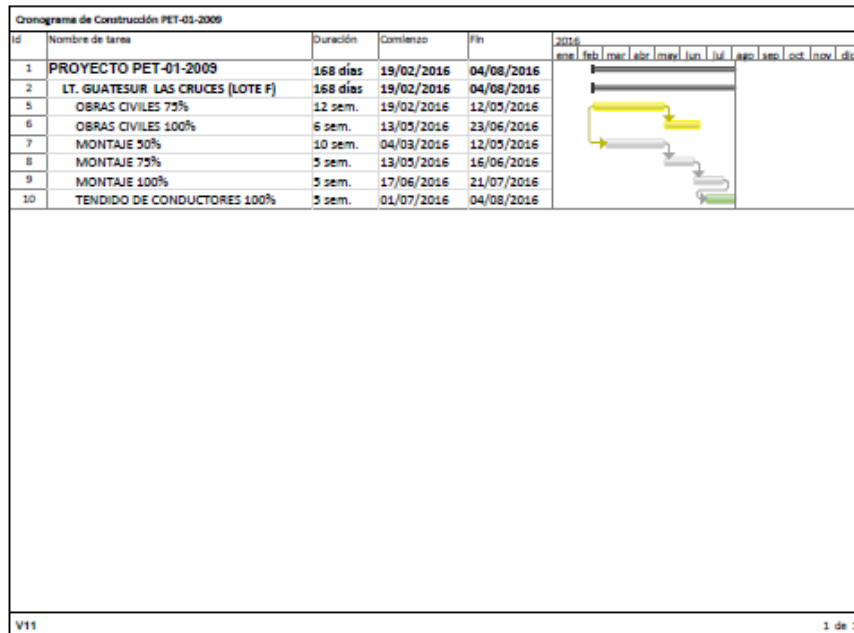 Cronograma de Construcción PET-01-2009
Id Nombre de tarea Duración Comienzo Fin 2016
ene feb mar abr may jun jul ago sep oct nov dic
1 PROYECTO PET-01-2009 168 días 19/02/2016 04/08/2016
2 LT. GUATESUR LAS CRUCES (LOTE F) 168 días 19/02/2016 04/08/2016
5 OBRAS CIVILES 75% 12 sem. 19/02/2016 12/05/2016
6 OBRAS CIVILES 100% 6 sem. 13/05/2016 23/06/2016
7 MONTAJE 50% 10 sem. 04/03/2016 12/05/2016
8 MONTAJE 75% 5 sem. 13/05/2016 16/06/2016
9 MONTAJE 100% 5 sem. 17/06/2016 21/07/2016
10 TENDIDO DE CONDUCTORES 100% 5 sem. 01/07/2016 04/08/2016
V11 1 de